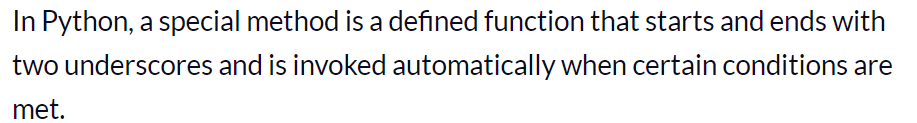 In Python, a special method is a defined function that starts and ends with
two underscores and is invoked automatically when certain conditions are
met.